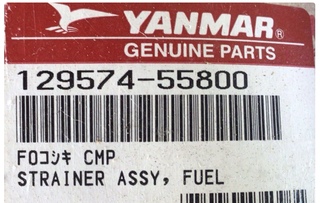 YANMAR®
GENUINE PARTS
129574-55800
FOコシキ CMP
STRAINER ASSY, FUEL